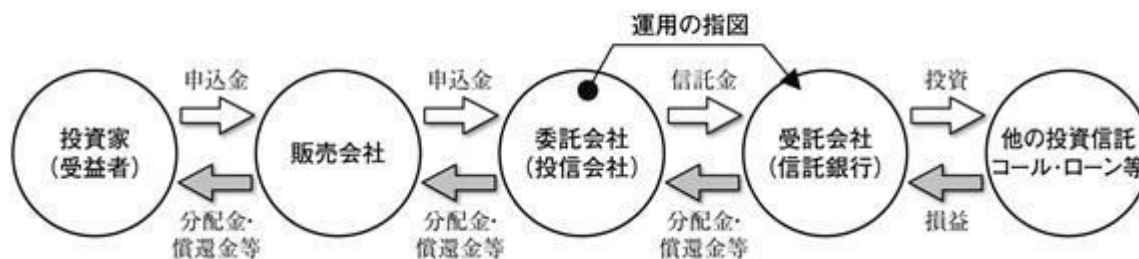 運用の指図
申込金
申込金
信託金
投資
投資家
(受益者)
販売会社
委託会社
(投信会社)
受託会社
(信託銀行)
他の投資信託
コール・ローン等
分配金・
償還金等
分配金・
償還金等
分配金・
償還金等
損益